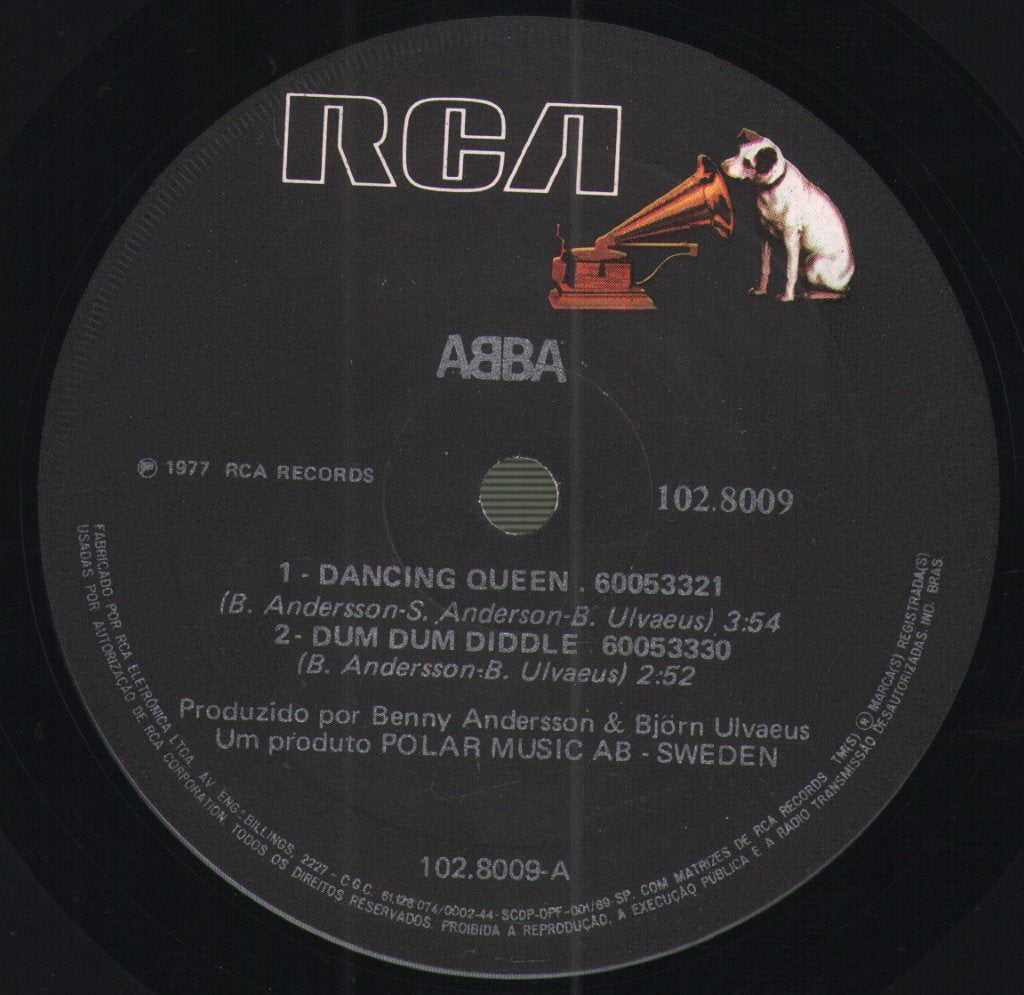 RCA
ABBA
℗ 1977 RCA RECORDS
102.8009
1 - DANCING QUEEN . 60053321
(B. Andersson-S. Anderson-B. Ulvaeus) 3:54
2- DUM DUM DIDDLE 60053330
(B. Andersson-B. Ulvaeus) 2:52
Produzido por Benny Andersson & Björn Ulvaeus
Um produto POLAR MUSIC AB - SWEDEN
102.8009-A
FABRICADO POR RCA ELETRÔNICA LTDA. AV. ENG. BILLINGS, 2227 - C.G.C. 61.126.074/0002-44-SCDP-DPF-001/69-SP. COM MATRIZES DE RCA RECORDS TM(S) ® MARCA(S) REGISTRADA(S)
USADAS POR AUTORIZAÇÃO DE RCA CORPORATION. TODOS OS DIREITOS RESERVADOS. PROIBIDA A REPRODUÇÃO, A EXECUÇÃO PÚBLICA E A RADIO TRANSMISSÃO DESAUTORIZADAS. IND. BRAS.